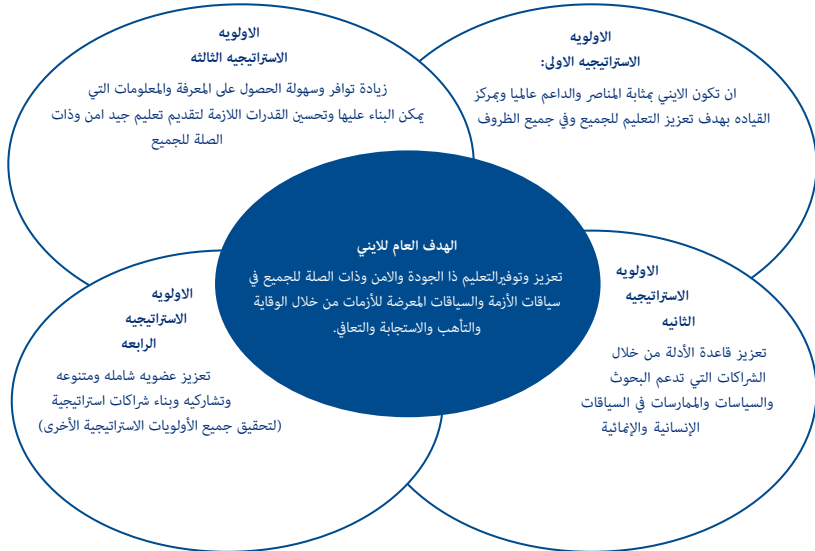 الاولويه
الاستراتيجيه الاولى:
ان تكون الايني بمثابة المناصر والداعم عالميا وبمركز
القياده بهدف تعزيز التعليم للجميع وفي جميع الظروف
الاولويه
الاستراتيجيه
الثانيه
تعزيز قاعدة الأدلة من خلال
الشراكات التي تدعم البحوث
والسياسات والممارسات في السياقات
الإنسانية والإنمائية
الاولويه
الاستراتيجيه الثالثه
زيادة توافر وسهولة الحصول على المعرفة والمعلومات التي
يمكن البناء عليها وتحسين القدرات اللازمة لتقديم تعليم جيد امن وذات
الصلة للجميع
الاولويه
الاستراتيجيه
الرابعه
تعزيز عضويه شامله ومتنوعه
وتشاركيه وبناء شراكات استراتيجية
(لتحقيق جميع الأولويات الاستراتيجية الأخرى)
الهدف العام للايني
تعزيز وتوفيرالتعليم ذا الجودة والامن وذات الصلة للجميع في
سياقات الأزمة والسياقات المعرضة للأزمات من خلال الوقاية
والتأهب والاستجابة والتعافي.